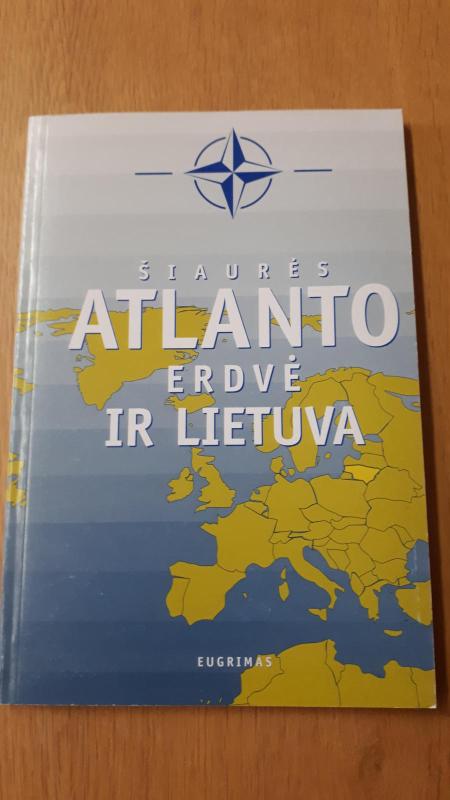 ŠIAURĖS
ATLANTO
ERDVĖ
IR LIETUVA
EUGRIMAS